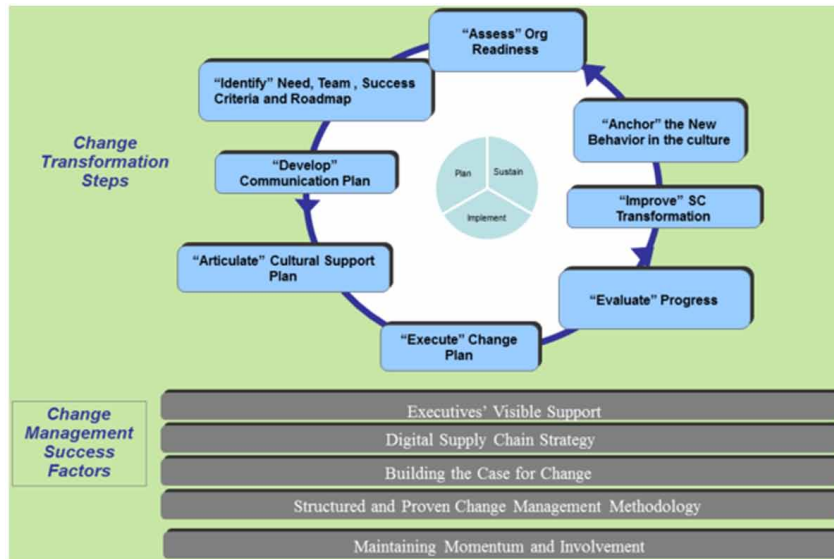 “Assess” Org
Readiness
“Identify” Need, Team , Success
Criteria and Roadmap
“Anchor” the New
Behavior in the culture
Change
Transformation
Steps
“Develop”
Communication Plan
Plan
Sustain
Implement
“Improve” SC
Transformation
“Articulate” Cultural Support
Plan
“Evaluate” Progress
“Execute” Change
Plan
Change
Management
Success
Factors
Executives’ Visible Support
Digital Supply Chain Strategy
Building the Case for Change
Structured and Proven Change Management Methodology
Maintaining Momentum and Involvement